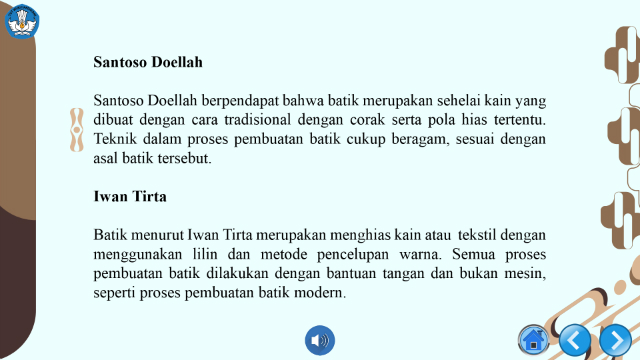 Santoso Doellah
Santoso Doellah berpendapat bahwa batik merupakan sehelai kain yang
dibuat dengan cara tradisional dengan corak serta pola hias tertentu.
Teknik dalam proses pembuatan batik cukup beragam, sesuai dengan
asal batik tersebut.
Iwan Tirta
Batik menurut Iwan Tirta merupakan menghias kain atau tekstil dengan
menggunakan lilin dan metode pencelupan warna. Semua proses
pembuatan batik dilakukan dengan bantuan tangan dan bukan mesin,
seperti proses pembuatan batik modern.